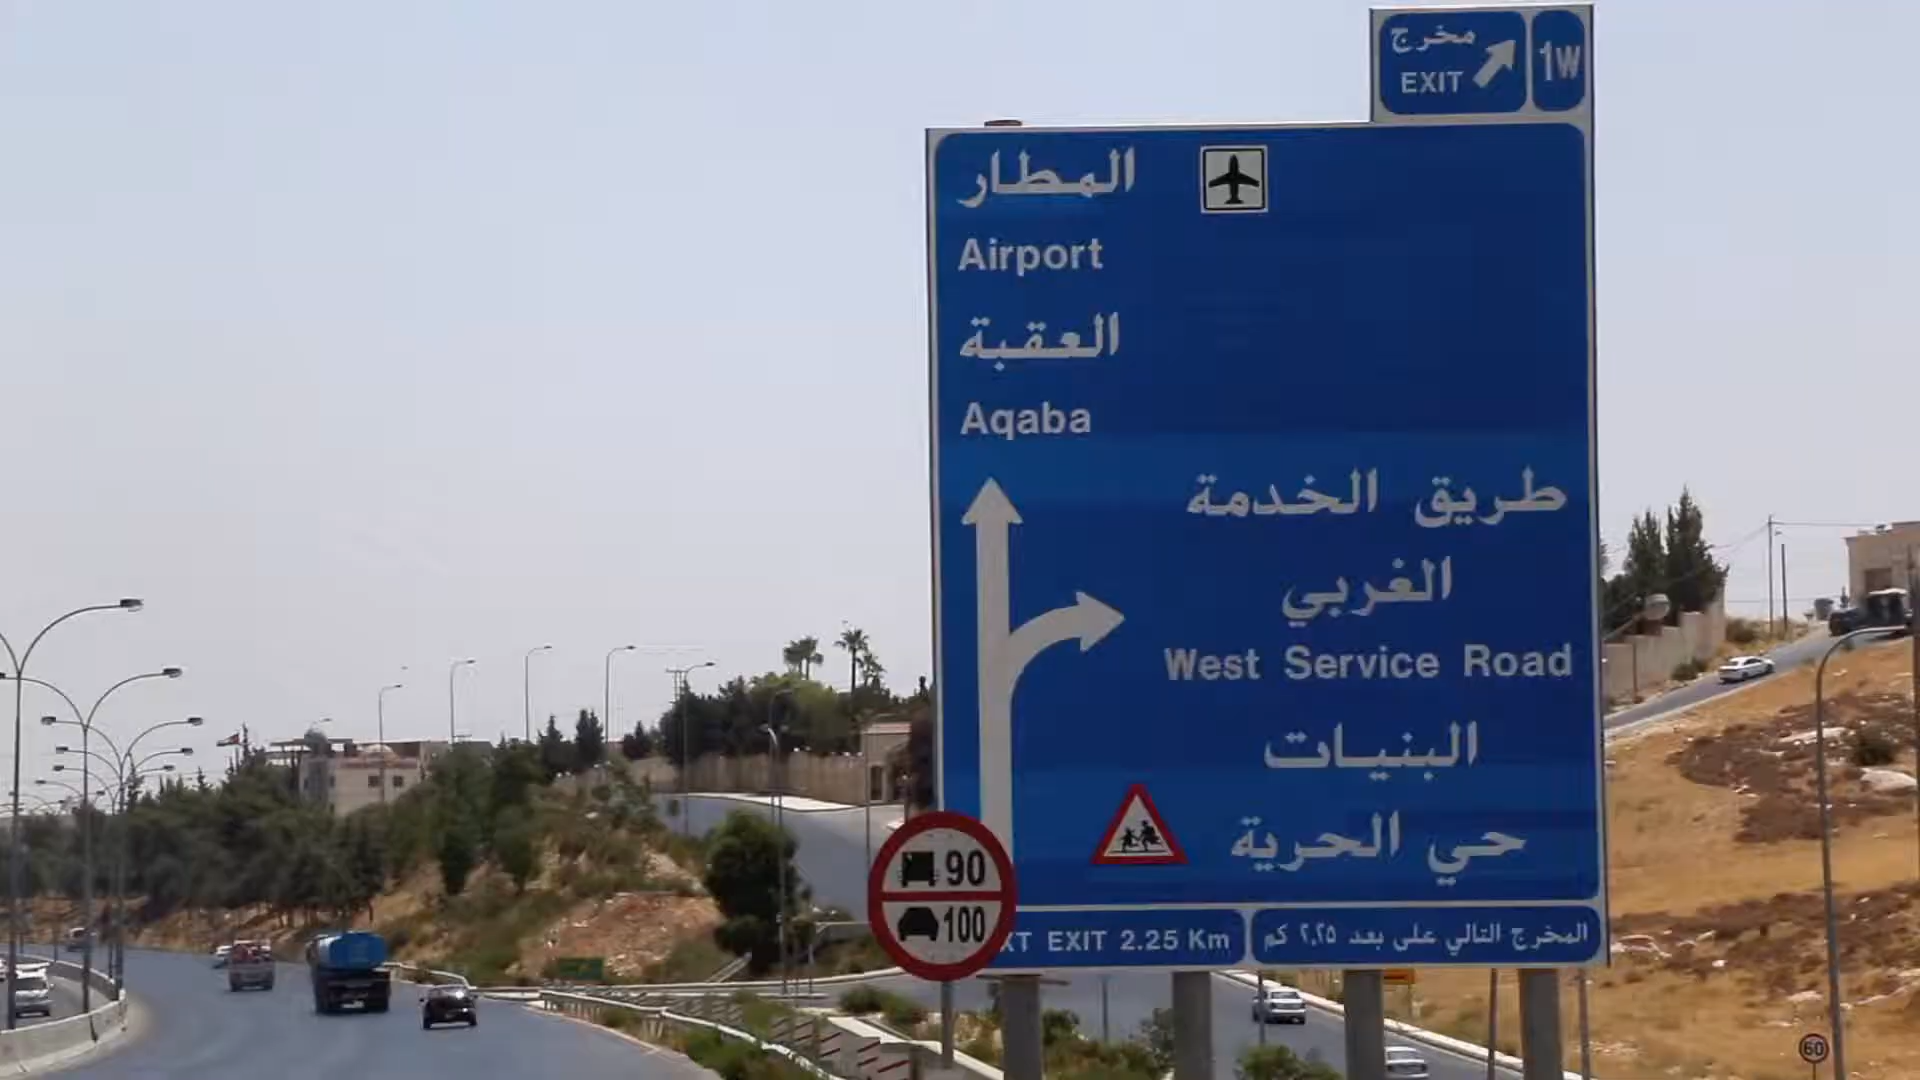 مخرج
EXIT
1W
المطار
Airport
العقبة
Aqaba
طريق الخدمة
الغربي
West Service Road
البنيات
حي الحرية
90
100
XT EXIT 2.25 Km
المخرج التالي على بعد ٢,٢٥ كم
60